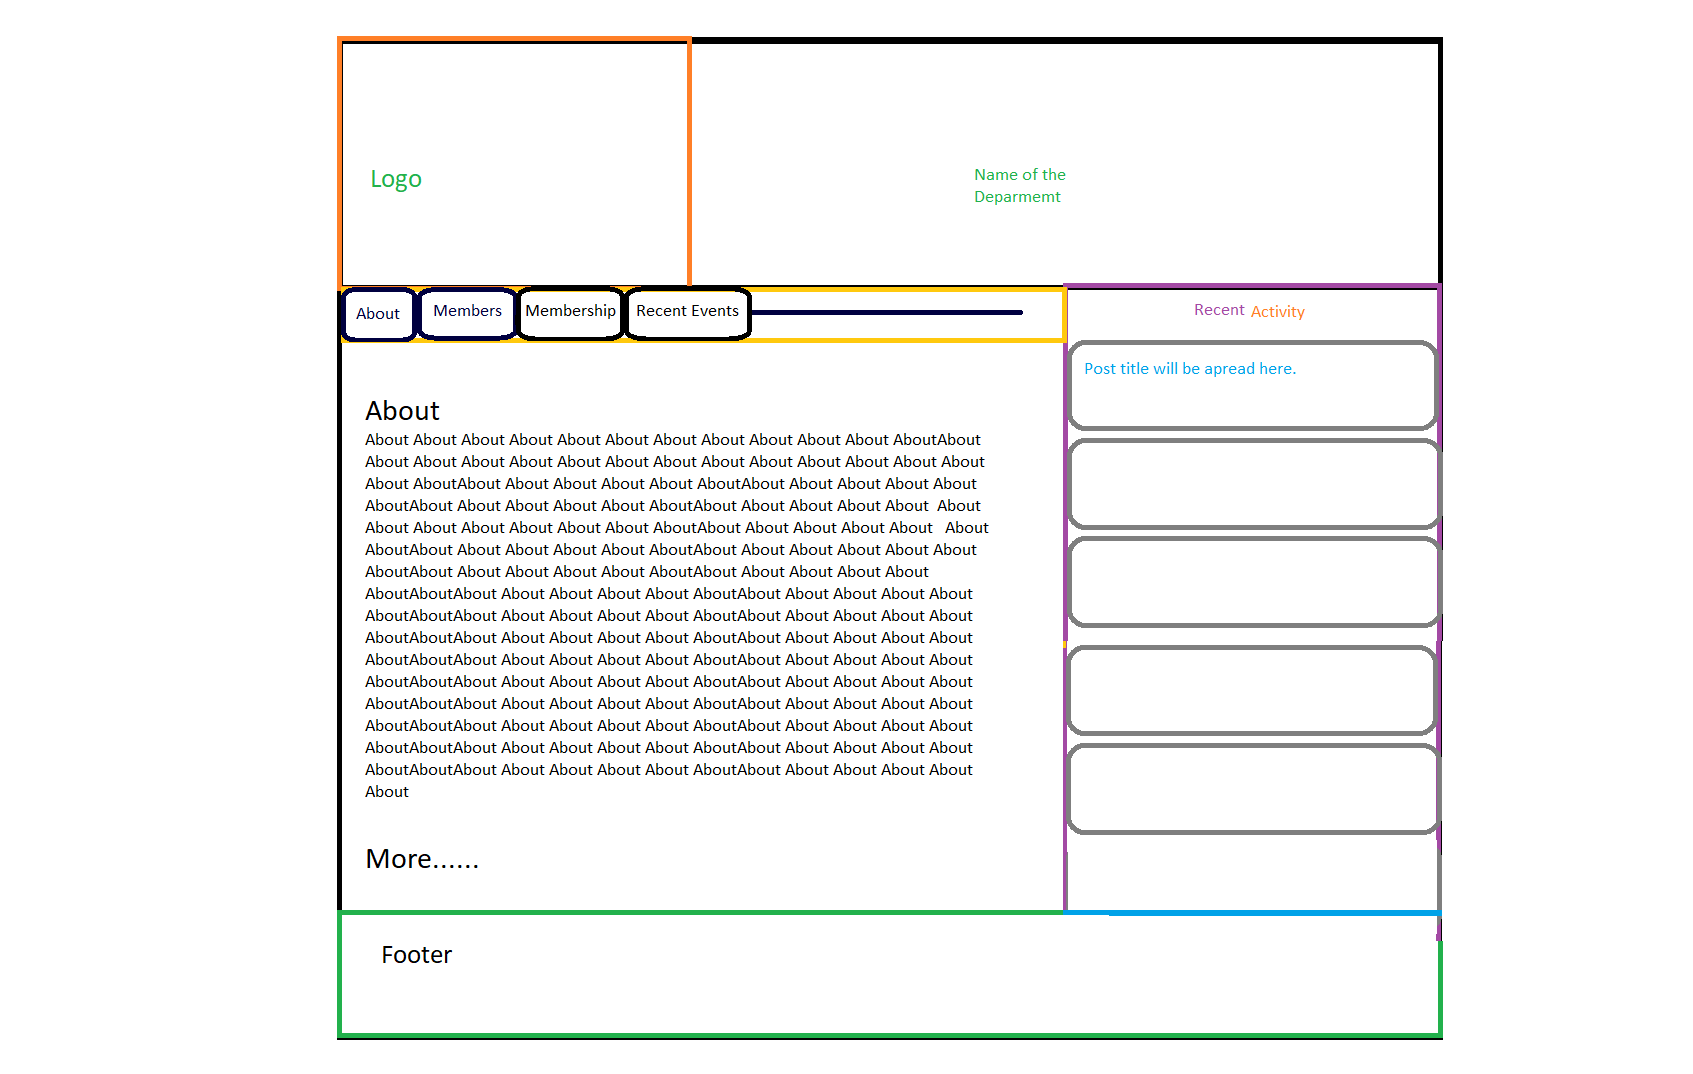 Logo
Name of the
Deparmemt
About
Members
Membership
Recent Events
Recent Activity
Post title will be apread here.
About
About About About About About About About About About About About AboutAbout
About About About About About About About About About About About About About
About AboutAbout About About About About AboutAbout About About About About
AboutAbout About About About About AboutAbout About About About About  About
About About About About About About AboutAbout About About About About   About
AboutAbout About About About About AboutAbout About About About About About
AboutAbout About About About About AboutAbout About About About About
AboutAboutAbout About About About About AboutAbout About About About About
AboutAboutAbout About About About About AboutAbout About About About About
AboutAboutAbout About About About About AboutAbout About About About About
AboutAboutAbout About About About About AboutAbout About About About About
AboutAboutAbout About About About About AboutAbout About About About About
AboutAboutAbout About About About About AboutAbout About About About About
AboutAboutAbout About About About About AboutAbout About About About About
AboutAboutAbout About About About About AboutAbout About About About About
AboutAboutAbout About About About About AboutAbout About About About About
About
More......
Footer